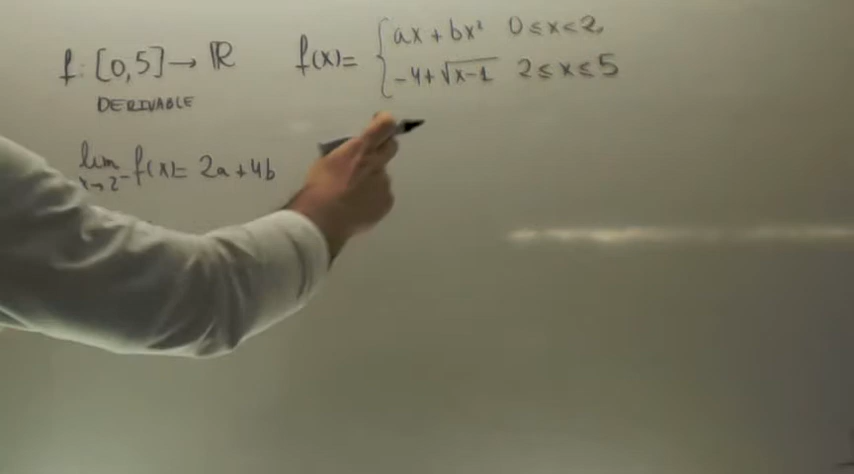 f: [0,5] → ℝ
DERIVABLE
f(x)= { ax + bx² 0 ≤ x < 2,
-4+√x-1 2 ≤ x ≤ 5
lim x→2⁻ f(x)= 2a+4b